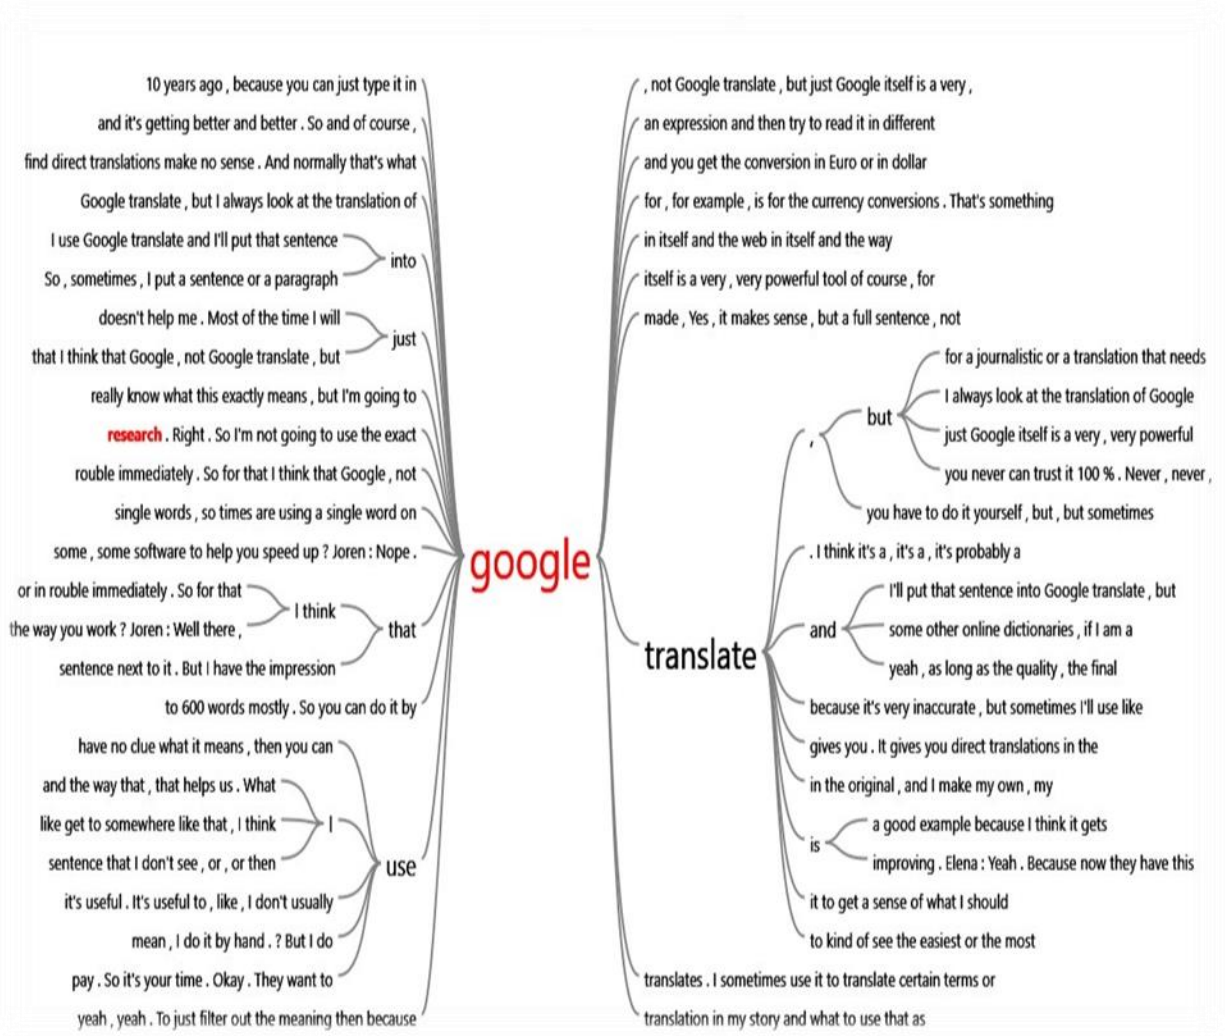 10 years ago , because you can just type it in
and it's getting better and better . So and of course ,
find direct translations make no sense . And normally that's what
Google translate , but I always look at the translation of
I use Google translate and I'll put that sentence
So , sometimes , I put a sentence or a paragraph
into
doesn't help me . Most of the time I will
that I think that Google , not Google translate , but
just
really know what this exactly means , but I'm going to
research . Right . So I'm not going to use the exact
rouble immediately . So for that I think that Google , not
single words , so times are using a single word on
some , some software to help you speed up ? Joren : Nope .
or in rouble immediately . So for that
the way you work ? Joren : Well there ,
I think
sentence next to it . But I have the impression
that
to 600 words mostly . So you can do it by
have no clue what it means , then you can
and the way that , that helps us . What
like get to somewhere like that , I think
sentence that I don't see , or , or then
I
it's useful . It's useful to , like , I don't usually
mean , I do it by hand . ? But I do
pay . So it's your time . Okay . They want to
use
yeah , yeah . To just filter out the meaning then because
google
, not Google translate , but just Google itself is a very ,
an expression and then try to read it in different
and you get the conversion in Euro or in dollar
for , for example , is for the currency conversions . That's something
in itself and the web in itself and the way
itself is a very , very powerful tool of course , for
made , Yes , it makes sense , but a full sentence , not
translate
,
but
for a journalistic or a translation that needs
I always look at the translation of Google
just Google itself is a very , very powerful
you never can trust it 100 % . Never , never ,
you have to do it yourself , but , but sometimes
. I think it's a , it's a , it's probably a
and
I'll put that sentence into Google translate , but
some other online dictionaries , if I am a
yeah , as long as the quality , the final
because it's very inaccurate , but sometimes I'll use like
gives you . It gives you direct translations in the
in the original , and I make my own , my
is
a good example because I think it gets
improving . Elena : Yeah . Because now they have this
it to get a sense of what I should
to kind of see the easiest or the most
translates . I sometimes use it to translate certain terms or
translation in my story and what to use that as